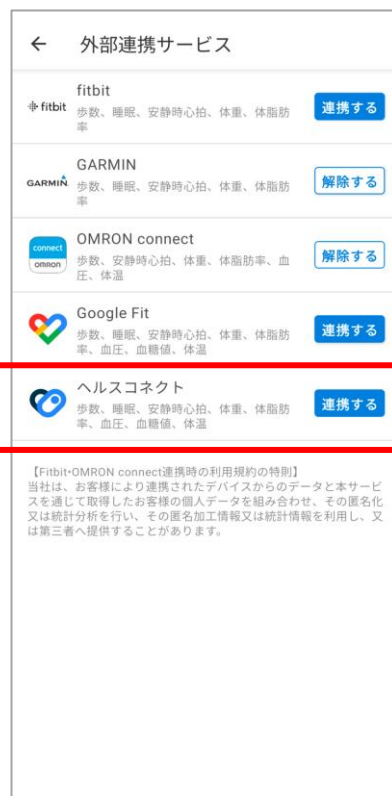 ← 外部連携サービス
fitbit
fitbit
歩数、睡眠、安静時心拍、体重、体脂肪
率
連携する
GARMIN
GARMIN
歩数、睡眠、安静時心拍、体重、体脂肪
率
解除する
connect
OMRON
OMRON connect
歩数、安静時心拍、体重、体脂肪率、血
圧、体温
解除する
Google Fit
歩数、睡眠、安静時心拍、体重、体脂肪
率、血圧、血糖値、体温
連携する
ヘルスコネクト
歩数、睡眠、安静時心拍、体重、体脂肪
率、血圧、血糖値、体温
連携する
【Fitbit・OMRON connect連携時の利用規約の特則】
当社は、お客様により連携されたデバイスからのデータと本サービ
スを通じて取得したお客様の個人データを組み合わせ、その匿名化
又は統計分析を行い、その匿名加工情報又は統計情報を利用し、又
は第三者へ提供することがあります。